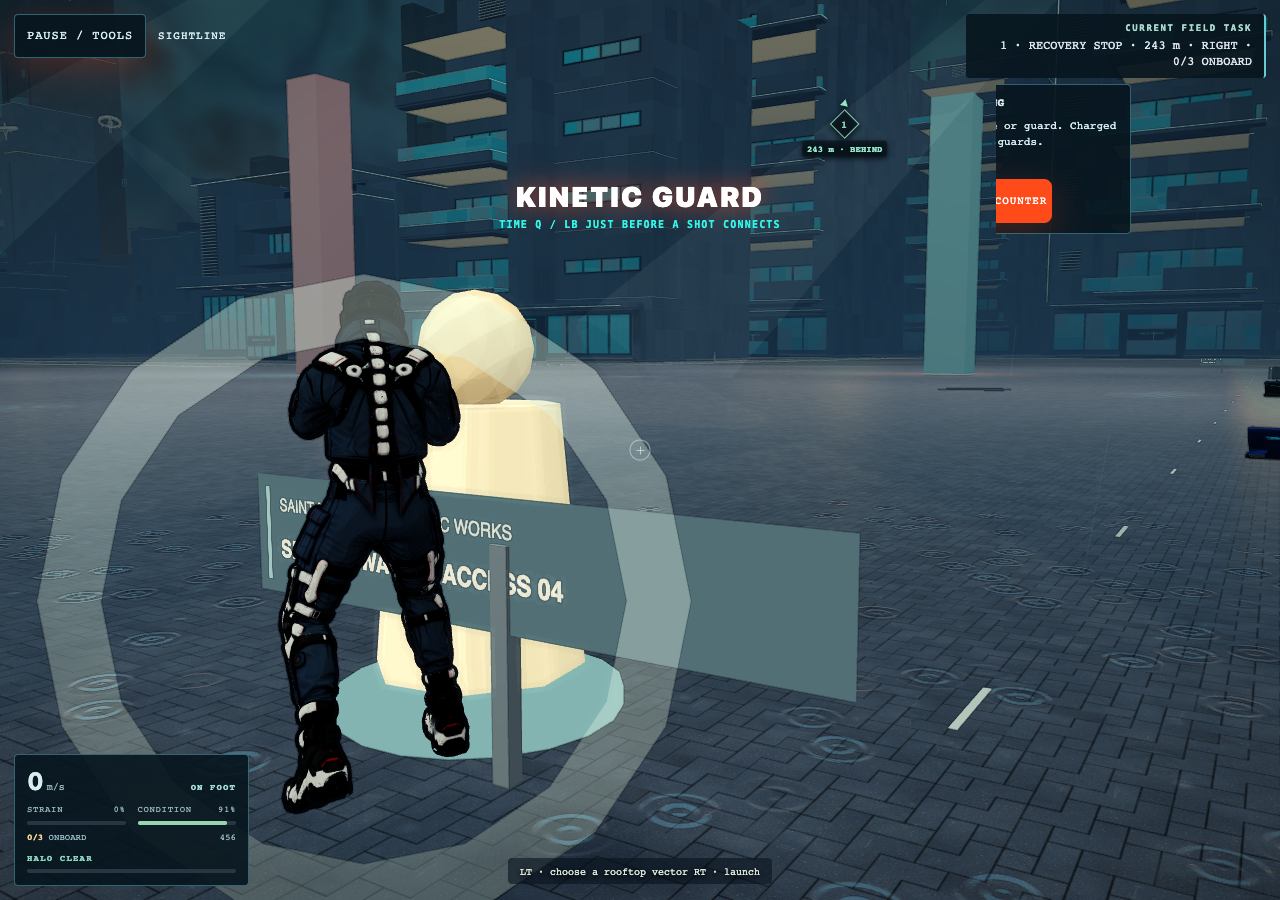 PAUSE / TOOLS
SIGHTLINE
CURRENT FIELD TASK
1 · RECOVERY STOP · 243 m · RIGHT ·
0/3 ONBOARD
or guard. Charged
guards.
COUNTER
1
243 m · BEHIND
KINETIC GUARD
TIME Q / LB JUST BEFORE A SHOT CONNECTS
SAINT
C WORKS
ACCESS 04
0 m/s
ON FOOT
STRAIN 0% CONDITION 91%
0/3 ONBOARD 456
HALO CLEAR
LT · choose a rooftop vector RT · launch